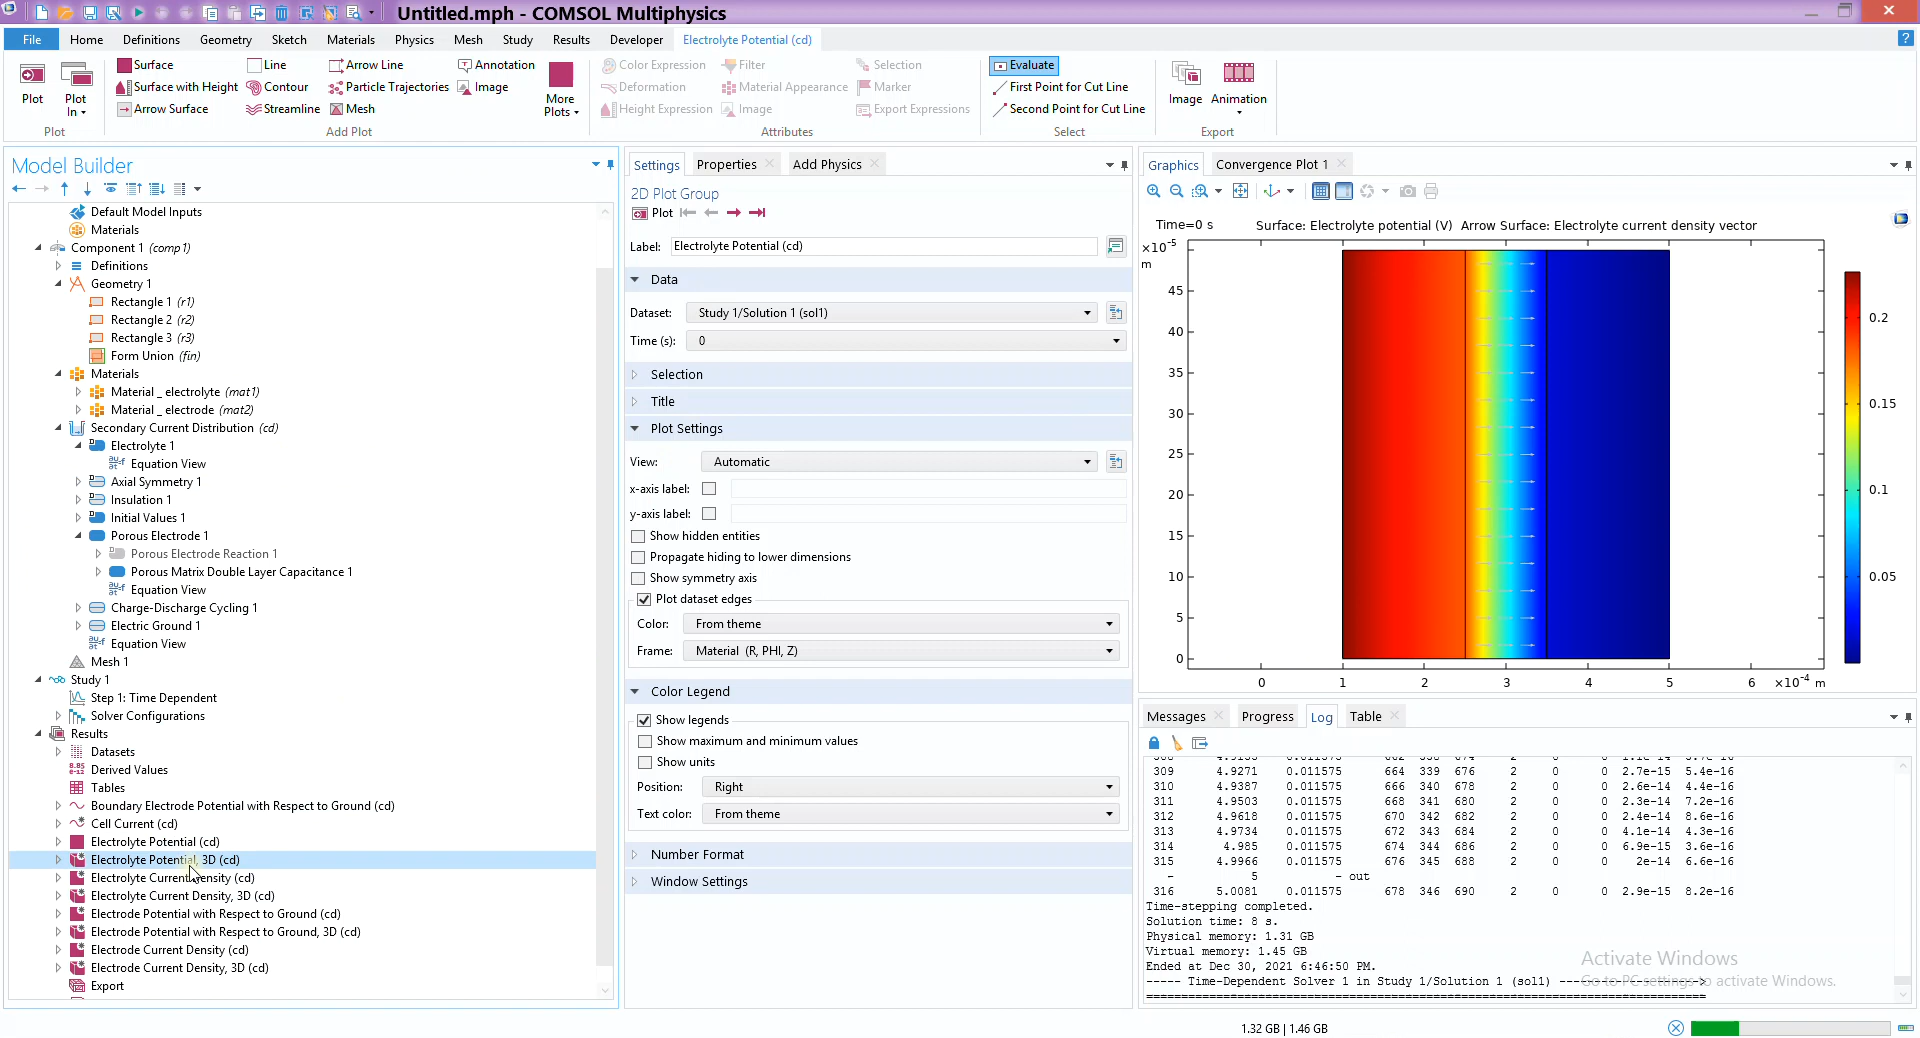 Untitled.mph - COMSOL Multiphysics
File Home Definitions Geometry Sketch Materials Physics Mesh Study Results Developer Electrolyte Potential (cd)
Surface Line Arrow Line Annotation Color Expression Filter Selection Evaluate
Surface with Height Contour Particle Trajectories Image Deformation Material Appearance Marker First Point for Cut Line
Arrow Surface Streamline Mesh Height Expression Image Export Expressions Second Point for Cut Line
Plot Plot In More Plots Image Animation
Plot Add Plot Attributes Select Export
Model Builder
Default Model Inputs
Materials
Component 1 (comp1)
Definitions
Geometry 1
Rectangle 1 (r1)
Rectangle 2 (r2)
Rectangle 3 (r3)
Form Union (fin)
Materials
Material _ electrolyte (mat1)
Material _ electrode (mat2)
Secondary Current Distribution (cd)
Electrolyte 1
Equation View
Axial Symmetry 1
Insulation 1
Initial Values 1
Porous Electrode 1
Porous Electrode Reaction 1
Porous Matrix Double Layer Capacitance 1
Equation View
Charge-Discharge Cycling 1
Electric Ground 1
Equation View
Mesh 1
Study 1
Step 1: Time Dependent
Solver Configurations
Results
Datasets
Derived Values
Tables
Boundary Electrode Potential with Respect to Ground (cd)
Cell Current (cd)
Electrolyte Potential (cd)
Electrolyte Potential, 3D (cd)
Electrolyte Current Density (cd)
Electrolyte Current Density, 3D (cd)
Electrode Potential with Respect to Ground (cd)
Electrode Potential with Respect to Ground, 3D (cd)
Electrode Current Density (cd)
Electrode Current Density, 3D (cd)
Export
Settings Properties Add Physics
2D Plot Group
Plot
Label: Electrolyte Potential (cd)
Data
Dataset: Study 1/Solution 1 (sol1)
Time (s): 0
Selection
Title
Plot Settings
View: Automatic
x-axis label:
y-axis label:
Show hidden entities
Propagate hiding to lower dimensions
Show symmetry axis
Plot dataset edges
Color: From theme
Frame: Material (R, PHI, Z)
Color Legend
Show legends
Show maximum and minimum values
Show units
Position: Right
Text color: From theme
Number Format
Window Settings
Graphics Convergence Plot 1
Time=0 s Surface: Electrolyte potential (V) Arrow Surface: Electrolyte current density vector
×10-5
m
45
40
35
30
25
20
15
10
5
0
0 1 2 3 4 5 6 ×10-4 m
0.2
0.15
0.1
0.05
Messages Progress Log Table
309 4.9271 0.011575 664 339 676 2 0 0 2.7e-15 5.4e-16
310 4.9387 0.011575 666 340 678 2 0 0 2.6e-14 4.4e-16
311 4.9503 0.011575 668 341 680 2 0 0 2.3e-14 7.2e-16
312 4.9618 0.011575 670 342 682 2 0 0 2.4e-14 8.6e-16
313 4.9734 0.011575 672 343 684 2 0 0 4.1e-14 4.3e-16
314 4.985 0.011575 674 344 686 2 0 0 6.9e-15 3.6e-16
315 4.9966 0.011575 676 345 688 2 0 0 2e-14 6.6e-16
- 5 - out
316 5.0081 0.011575 678 346 690 2 0 0 2.9e-15 8.2e-16
Time-stepping completed.
Solution time: 8 s.
Physical memory: 1.31 GB
Virtual memory: 1.45 GB
Ended at Dec 30, 2021 6:46:50 PM.
----- Time-Dependent Solver 1 in Study 1/Solution 1 (sol1) ---------------->
Activate Windows
Go to PC settings to activate Windows.
1.32 GB | 1.46 GB